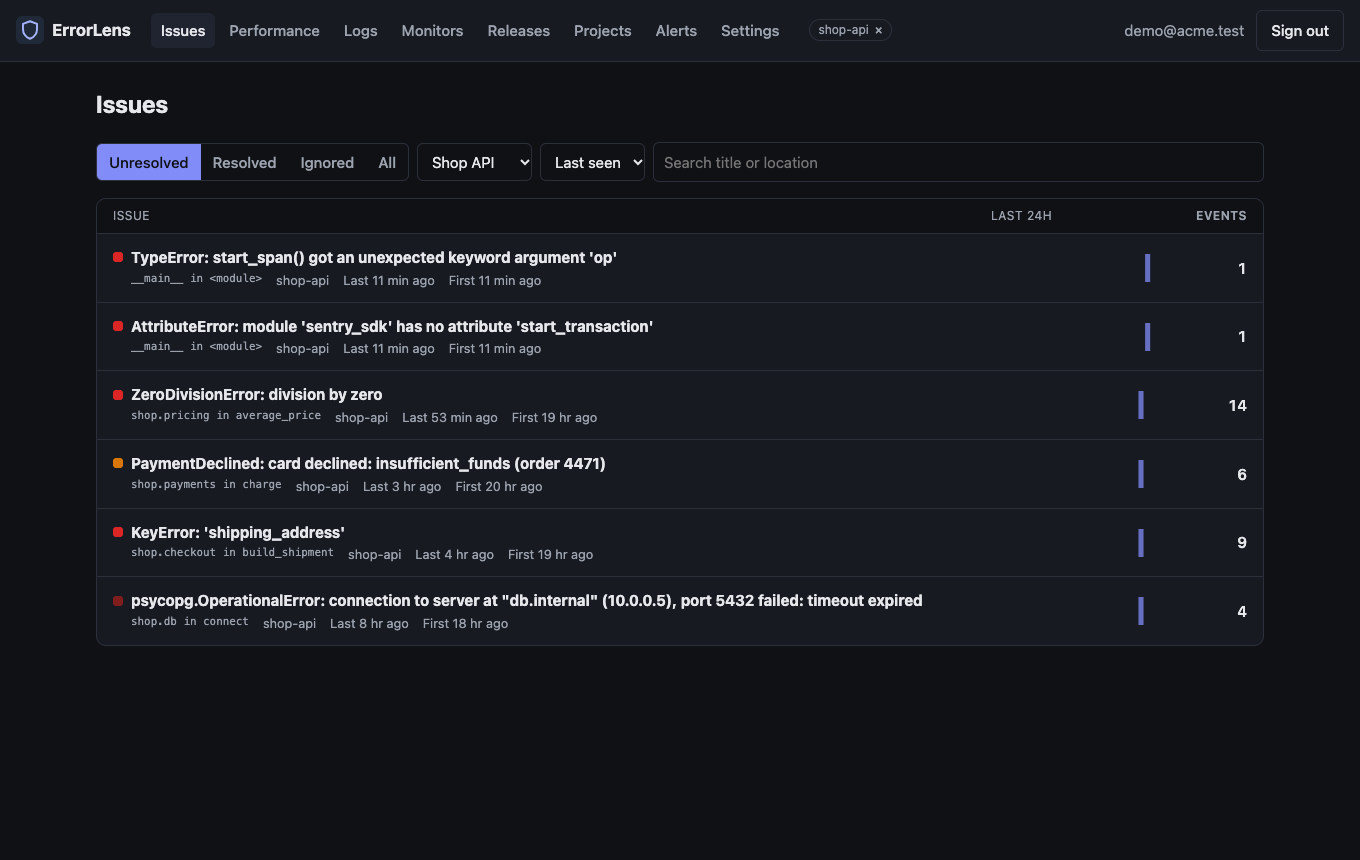 ErrorLens Issues Performance Logs Monitors Releases Projects Alerts Settings shop-api × demo@acme.test Sign out
Issues
Unresolved Resolved Ignored All Shop API Last seen Search title or location
ISSUE LAST 24H EVENTS
TypeError: start_span() got an unexpected keyword argument 'op'
__main__ in <module> shop-api Last 11 min ago First 11 min ago
1
AttributeError: module 'sentry_sdk' has no attribute 'start_transaction'
__main__ in <module> shop-api Last 11 min ago First 11 min ago
1
ZeroDivisionError: division by zero
shop.pricing in average_price shop-api Last 53 min ago First 19 hr ago
14
PaymentDeclined: card declined: insufficient_funds (order 4471)
shop.payments in charge shop-api Last 3 hr ago First 20 hr ago
6
KeyError: 'shipping_address'
shop.checkout in build_shipment shop-api Last 4 hr ago First 19 hr ago
9
psycopg.OperationalError: connection to server at "db.internal" (10.0.0.5), port 5432 failed: timeout expired
shop.db in connect shop-api Last 8 hr ago First 18 hr ago
4